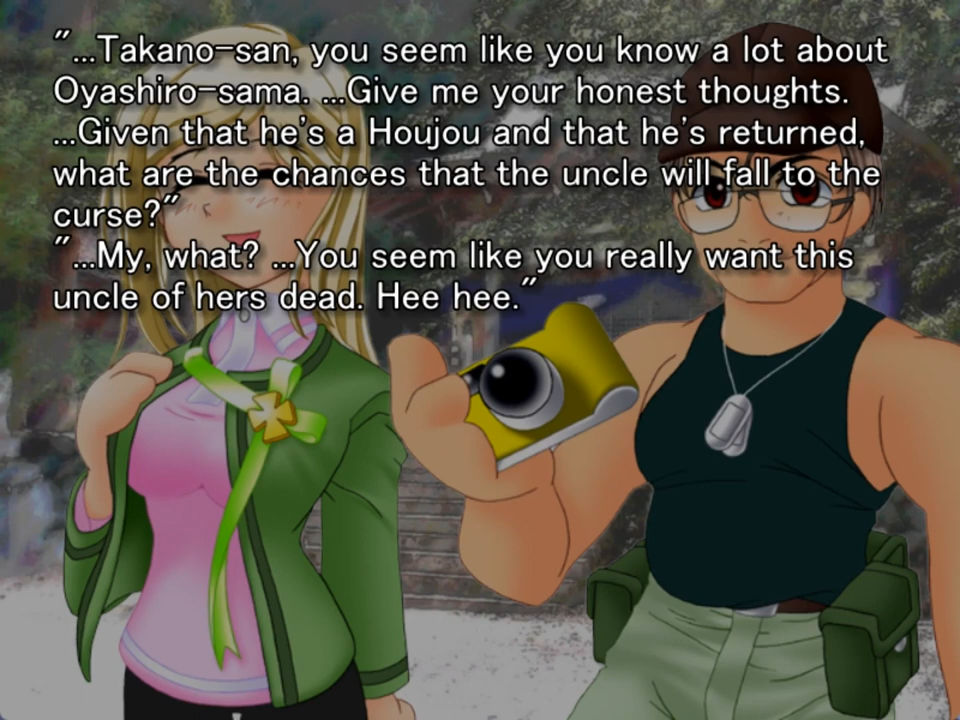 "…Takano-san, you seem like you know a lot about
Oyashiro-sama. …Give me your honest thoughts.
…Given that he's a Houjou and that he's returned,
what are the chances that the uncle will fall to the
curse?"
"…My, what? …You seem like you really want this
uncle of hers dead. Hee hee."